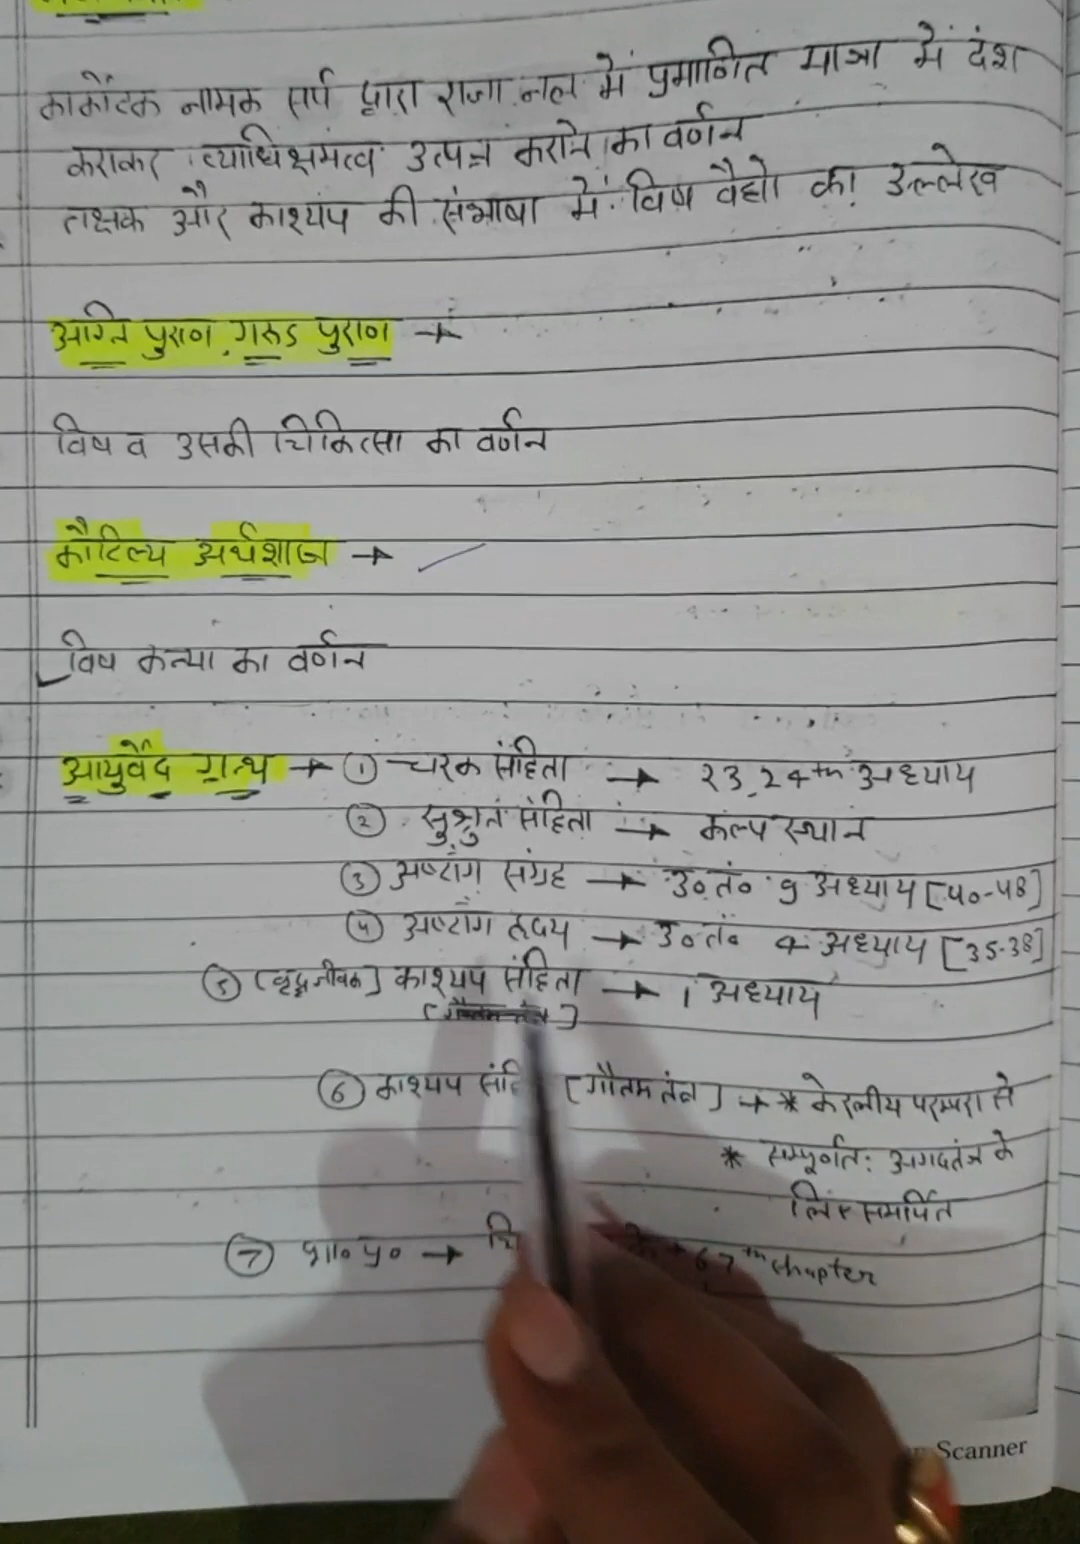 कार्कोटक नामक सर्प द्वारा राजा नल में प्रमाणित मात्रा में दंश
कराकर व्याधिक्षमत्व उत्पन्न कराने का वर्णन
तक्षक और काश्यप की संभाषा में विष वैद्यो का उल्लेख
अग्नि पुराण, गरुड पुराण →
विष व उसकी चिकित्सा का वर्णन
कौटिल्य अर्थशास्त्र →
विष कन्या का वर्णन
आयुर्वेद ग्रन्थ → ① चरक संहिता → 23, 24th अध्याय
② सुश्रुत संहिता → कल्प स्थान
③ अष्टांग संग्रह → उ० तं० 9 अध्याय [40-48]
④ अष्टांग हृदय → उ० तं० 4 अध्याय [35-38]
⑤ [वृद्धजीवक] काश्यप संहिता → 1 अध्याय
⑥ काश्यप [गौतम तंत्र] → * केरलीय परम्परा से
* सम्पूर्णतः अगदतंत्र के
लिए समर्पित
⑦ शा० पू० → 67th chapter
Scanner